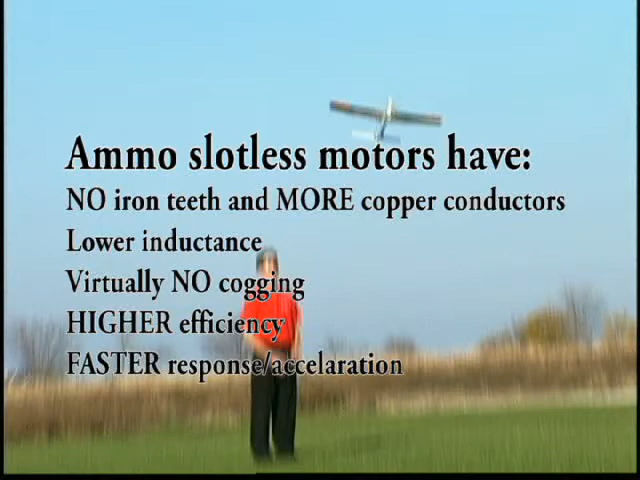 Ammo slotless motors have:
NO iron teeth and MORE copper conductors
Lower inductance
Virtually NO cogging
HIGHER efficiency
FASTER response/accelaration